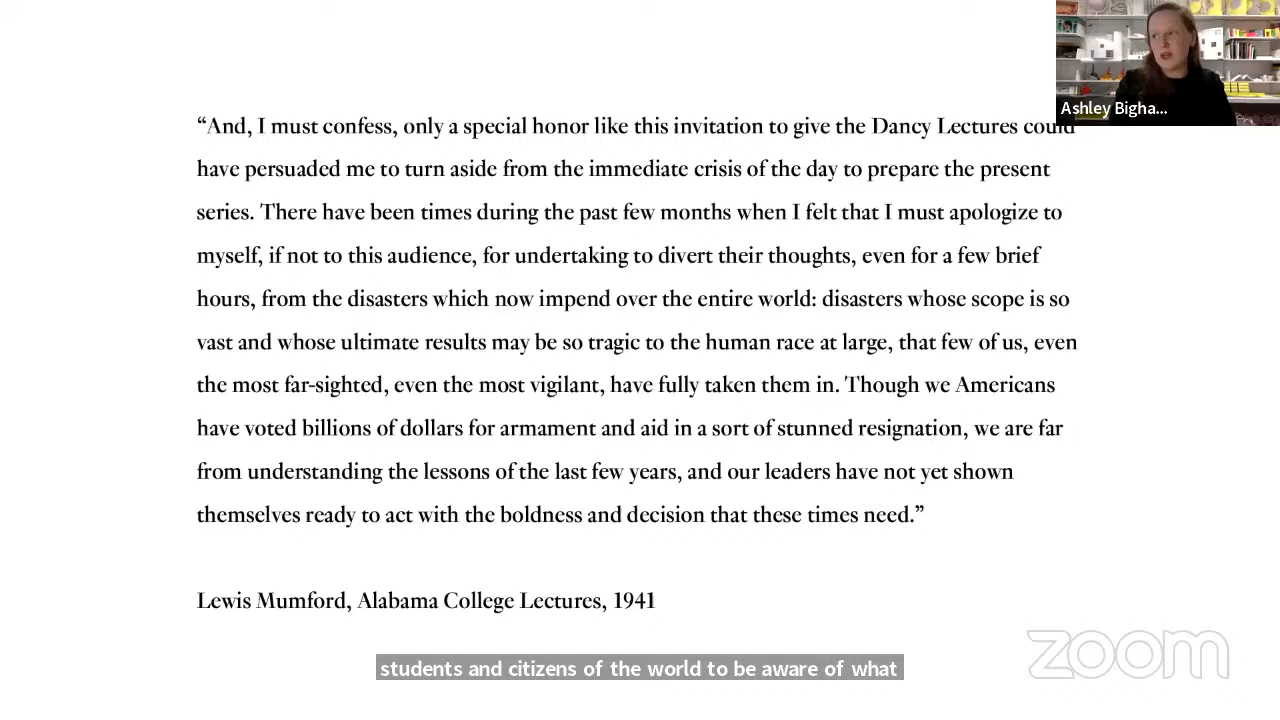 Ashley Bigha...
“And, I must confess, only a special honor like this invitation to give the Dancy Lectures could
have persuaded me to turn aside from the immediate crisis of the day to prepare the present
series. There have been times during the past few months when I felt that I must apologize to
myself, if not to this audience, for undertaking to divert their thoughts, even for a few brief
hours, from the disasters which now impend over the entire world: disasters whose scope is so
vast and whose ultimate results may be so tragic to the human race at large, that few of us, even
the most far-sighted, even the most vigilant, have fully taken them in. Though we Americans
have voted billions of dollars for armament and aid in a sort of stunned resignation, we are far
from understanding the lessons of the last few years, and our leaders have not yet shown
themselves ready to act with the boldness and decision that these times need.”
Lewis Mumford, Alabama College Lectures, 1941
zoom
students and citizens of the world to be aware of what